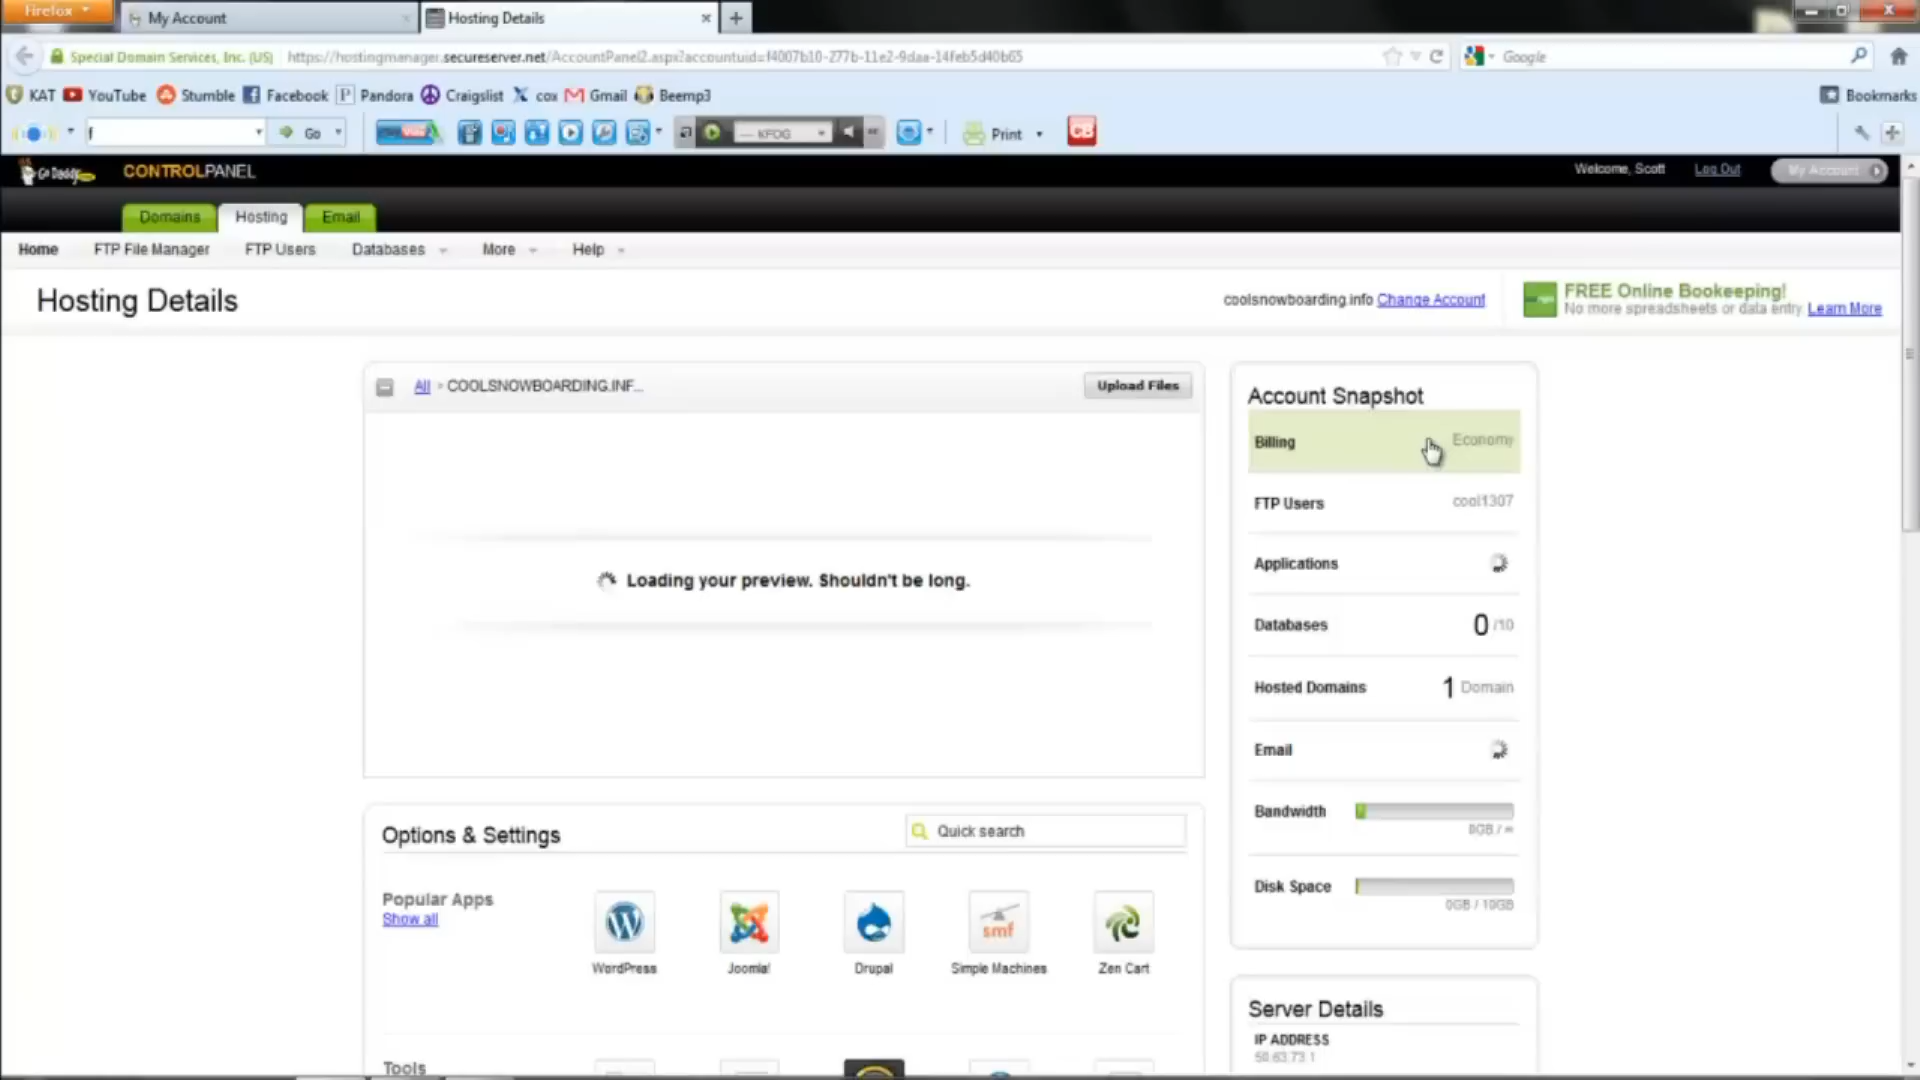 Firefox
My Account
Hosting Details
Special Domain Services, Inc. (US)
https://hostingmanager.secureserver.net/AccountPanel2.aspx?accountuid=f4007b10-277b-11e2-9daa-14feb5d40b65
Google
KAT
YouTube
Stumble
Facebook
Pandora
Craigslist
cox
Gmail
Beemp3
Bookmarks
f
Go
KFOG
Print
CB
Go Daddy
CONTROLPANEL
Welcome, Scott
Log Out
My Account
Domains
Hosting
Email
Home
FTP File Manager
FTP Users
Databases
More
Help
Hosting Details
coolsnowboarding.info Change Account
FREE Online Bookkeeping!
No more spreadsheets or data entry. Learn More
All > COOLSNOWBOARDING.INF...
Upload Files
Loading your preview. Shouldn't be long.
Account Snapshot
Billing
Economy
FTP Users
cool1307
Applications
Databases
0 /10
Hosted Domains
1 Domain
Email
Bandwidth
Disk Space
0GB / 10GB
Options & Settings
Quick search
Popular Apps
Show all
WordPress
Joomla!
Drupal
smf
Simple Machines
Zen Cart
Tools
Server Details
IP ADDRESS
50.63.73.1